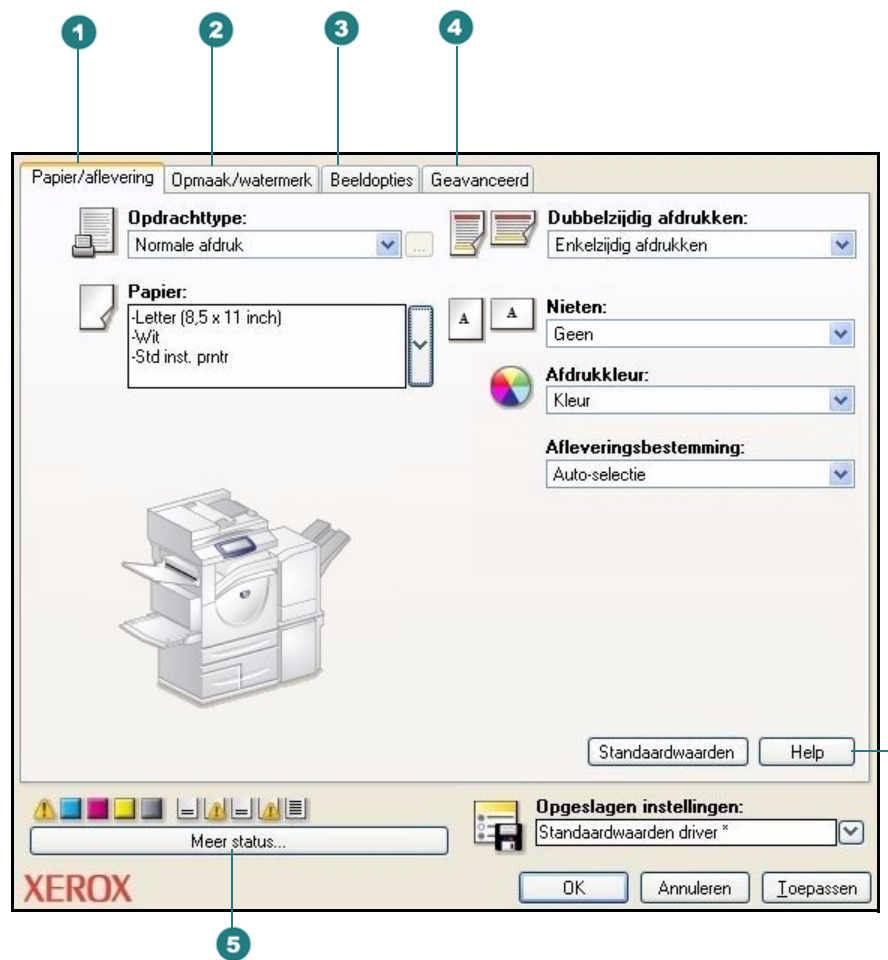 1
2
3
4
Papier/aflevering
Opmaak/watermerk
Beeldopties
Geavanceerd
Opdrachttype:
Normale afdruk
...
Dubbelzijdig afdrukken:
Enkelzijdig afdrukken
Papier:
-Letter (8,5 x 11 inch)
-Wit
-Std inst. prntr
A
A
Nieten:
Geen
Afdrukkleur:
Kleur
Afleveringsbestemming:
Auto-selectie
Standaardwaarden
Help
Meer status...
Opgeslagen instellingen:
Standaardwaarden driver *
XEROX
OK
Annuleren
Toepassen
5